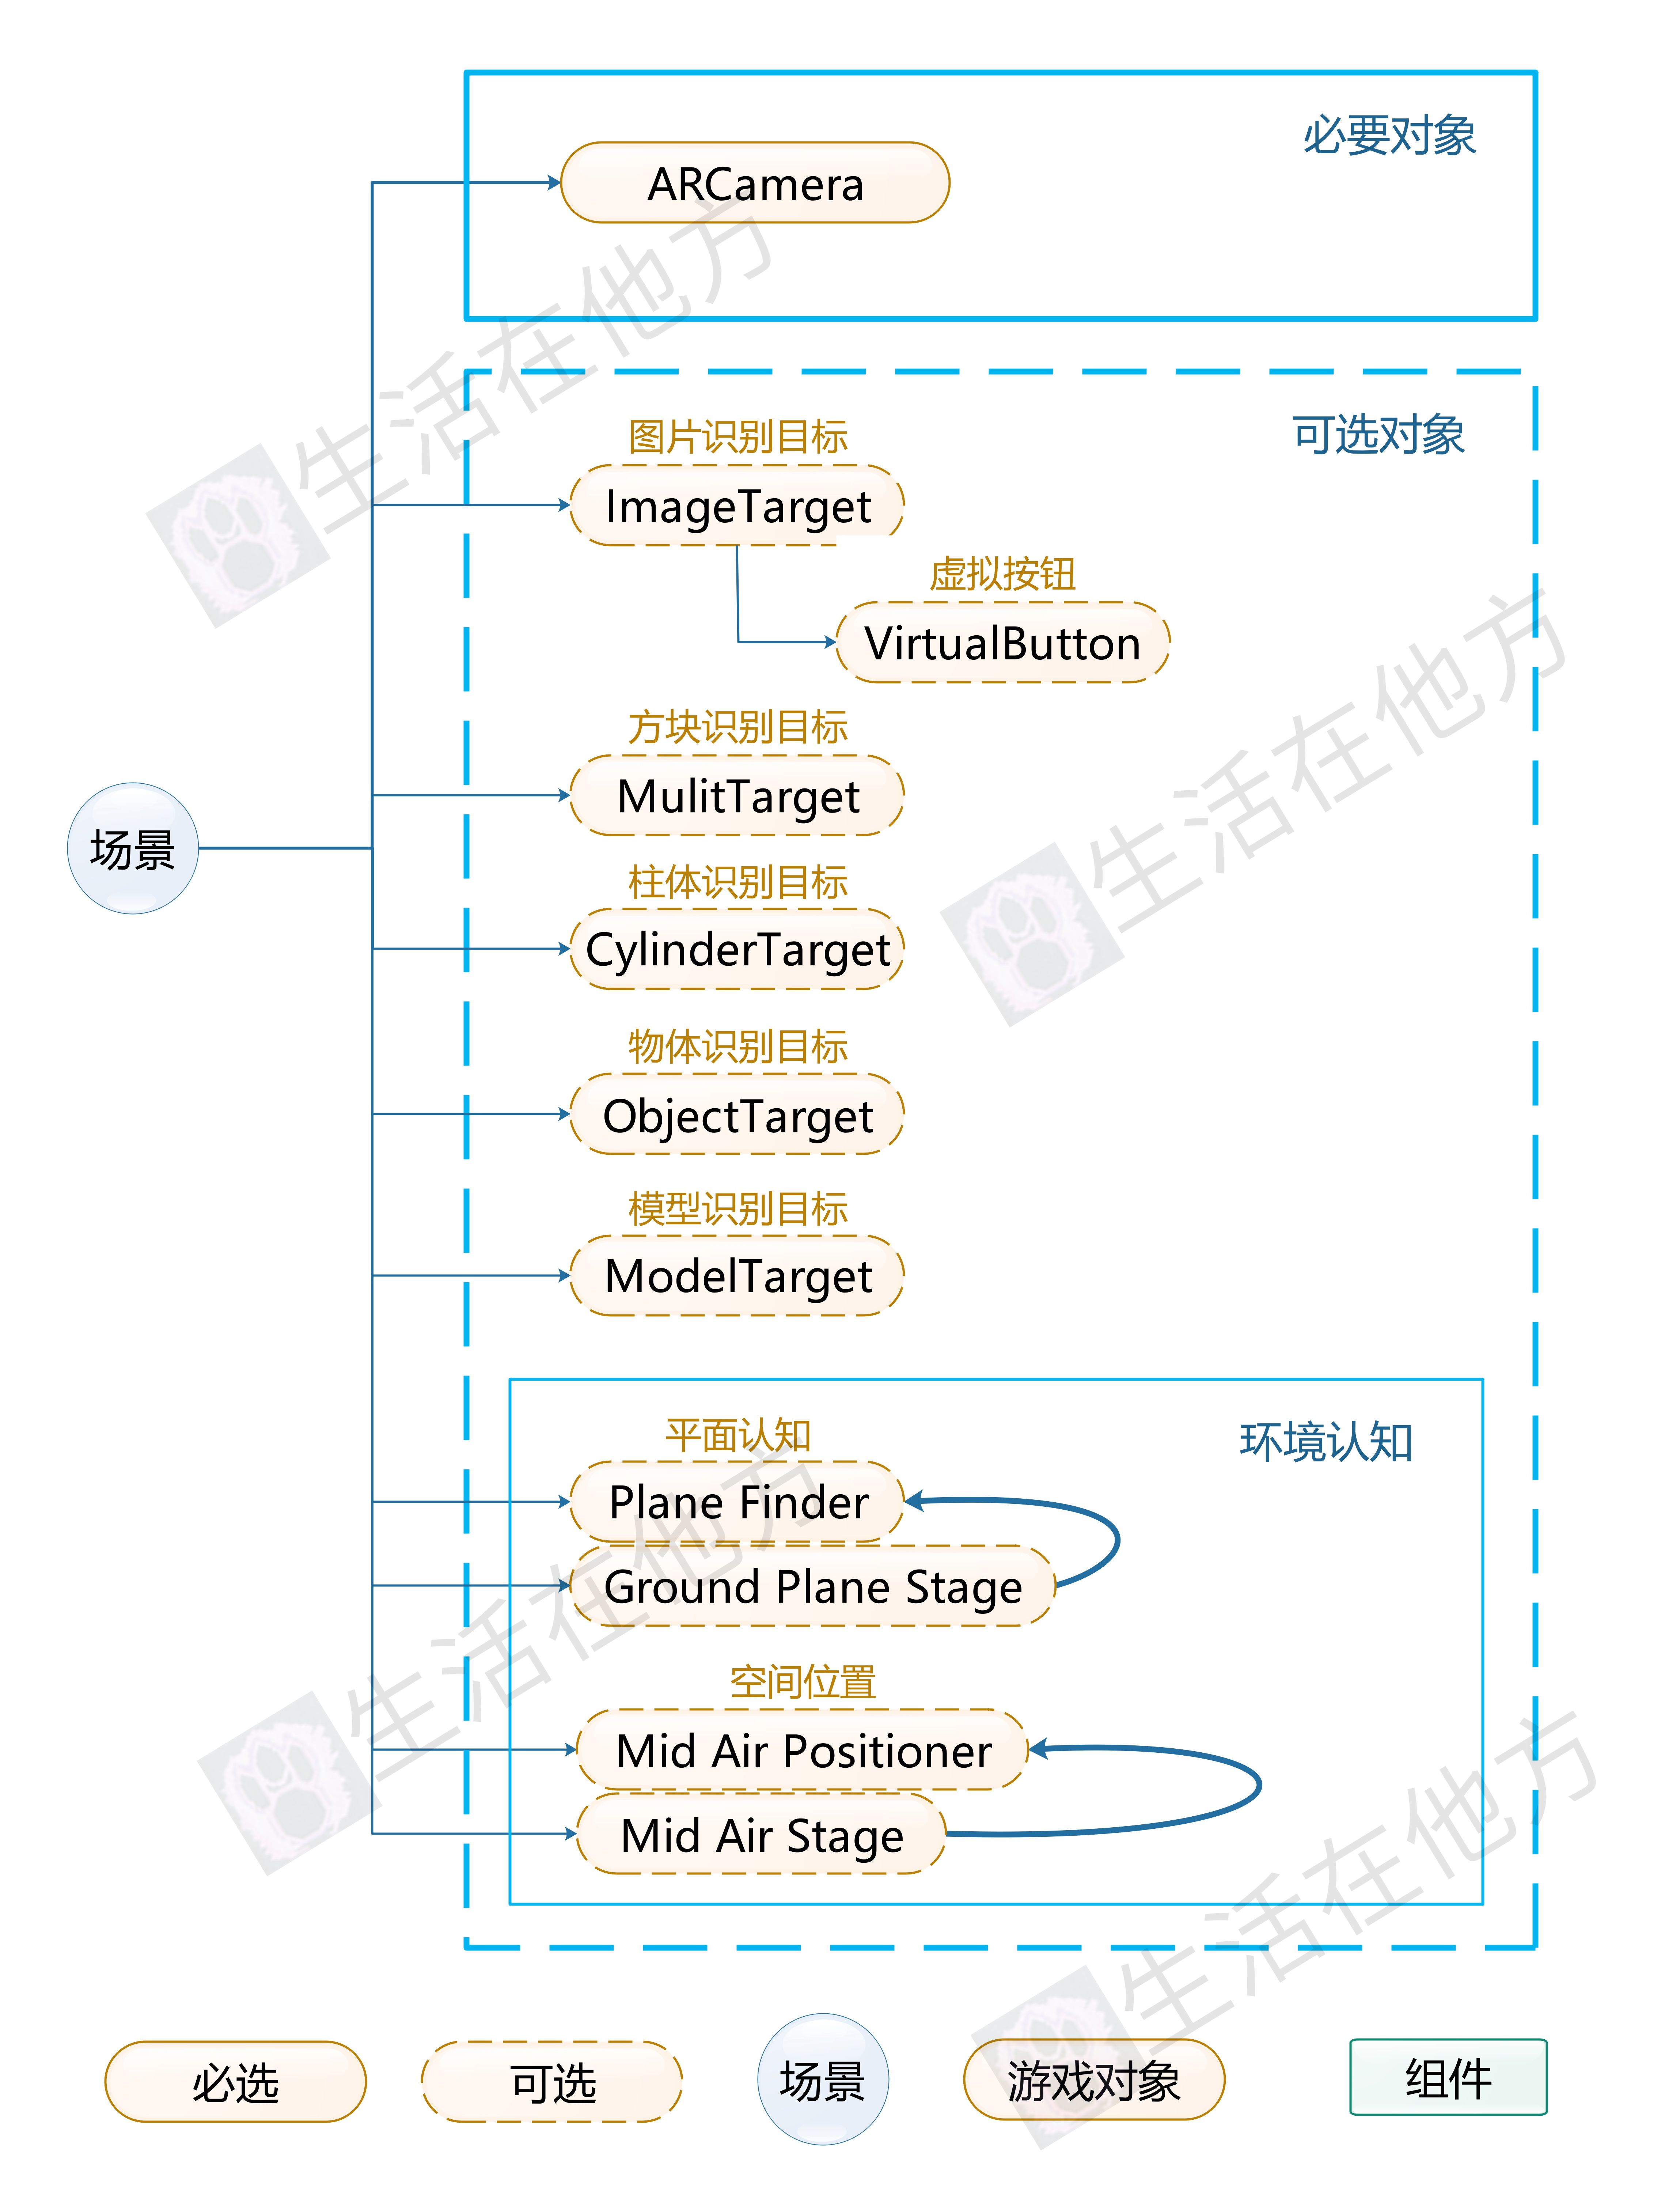 必要对象
ARCamera
可选对象
图片识别目标
ImageTarget
虚拟按钮
VirtualButton
方块识别目标
MulitTarget
场景
柱体识别目标
CylinderTarget
物体识别目标
ObjectTarget
模型识别目标
ModelTarget
环境认知
平面认知
Plane Finder
Ground Plane Stage
空间位置
Mid Air Positioner
Mid Air Stage
必选
可选
场景
游戏对象
组件
生活在他方
生活在他方
生活在他方
生活在他方